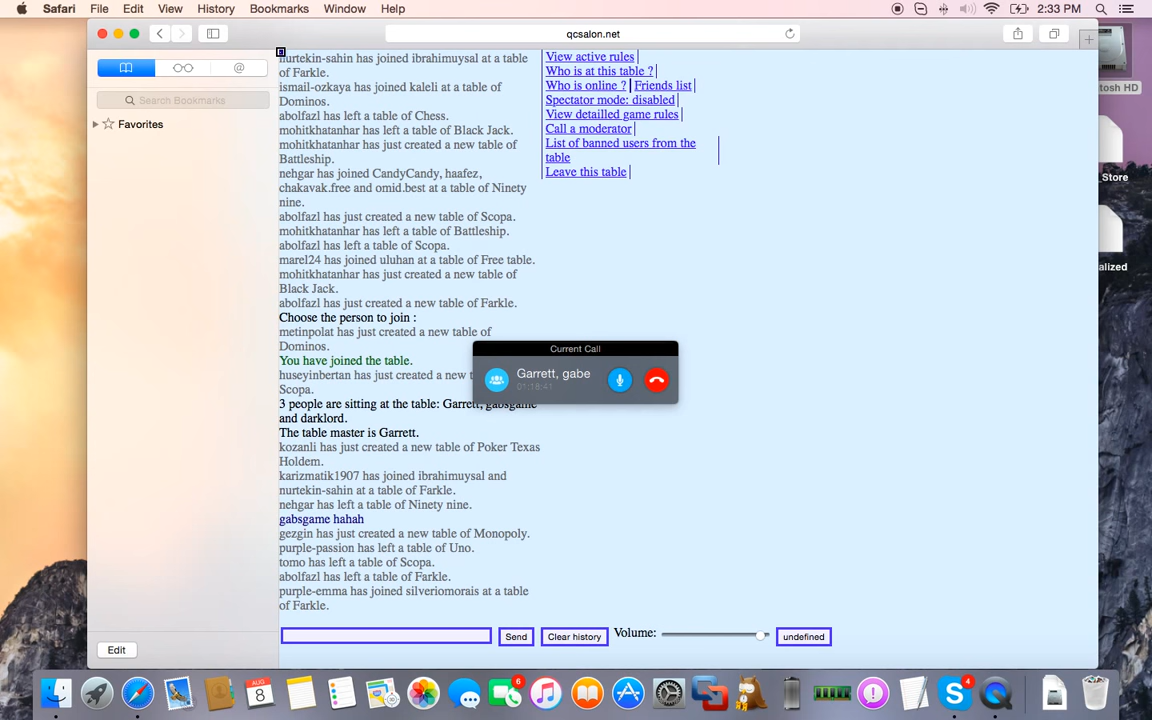 Safari File Edit View History Bookmarks Window Help 2:33 PM
qcsalon.net
@
Search Bookmarks
Favorites
Edit
nurtekin-sahin has joined ibrahimuysal at a table
of Farkle.
ismail-ozkaya has joined kaleli at a table of
Dominos.
abolfazl has left a table of Chess.
mohitkhatanhar has left a table of Black Jack.
mohitkhatanhar has just created a new table of
Battleship.
nehgar has joined CandyCandy, haafez,
chakavak.free and omid.best at a table of Ninety
nine.
abolfazl has just created a new table of Scopa.
mohitkhatanhar has left a table of Battleship.
abolfazl has left a table of Scopa.
marel24 has joined uluhan at a table of Free table.
mohitkhatanhar has just created a new table of
Black Jack.
abolfazl has just created a new table of Farkle.
Choose the person to join :
metinpolat has just created a new table of
Dominos.
You have joined the table.
huseyinbertan has just created a new t
Scopa.
3 people are sitting at the table: Garrett, gabsgame
and darklord.
The table master is Garrett.
kozanli has just created a new table of Poker Texas
Holdem.
karizmatik1907 has joined ibrahimuysal and
nurtekin-sahin at a table of Farkle.
nehgar has left a table of Ninety nine.
gabsgame hahah
gezgin has just created a new table of Monopoly.
purple-passion has left a table of Uno.
tomo has left a table of Scopa.
abolfazl has left a table of Farkle.
purple-emma has joined silveriomorais at a table
of Farkle.
Send Clear history Volume: undefined
View active rules
Who is at this table ?
Who is online ? Friends list
Spectator mode: disabled
View detailled game rules
Call a moderator
List of banned users from the
table
Leave this table
Current Call
Garrett, gabe
01:18:41
tosh HD
_Store
alized
AUG
8
6
4